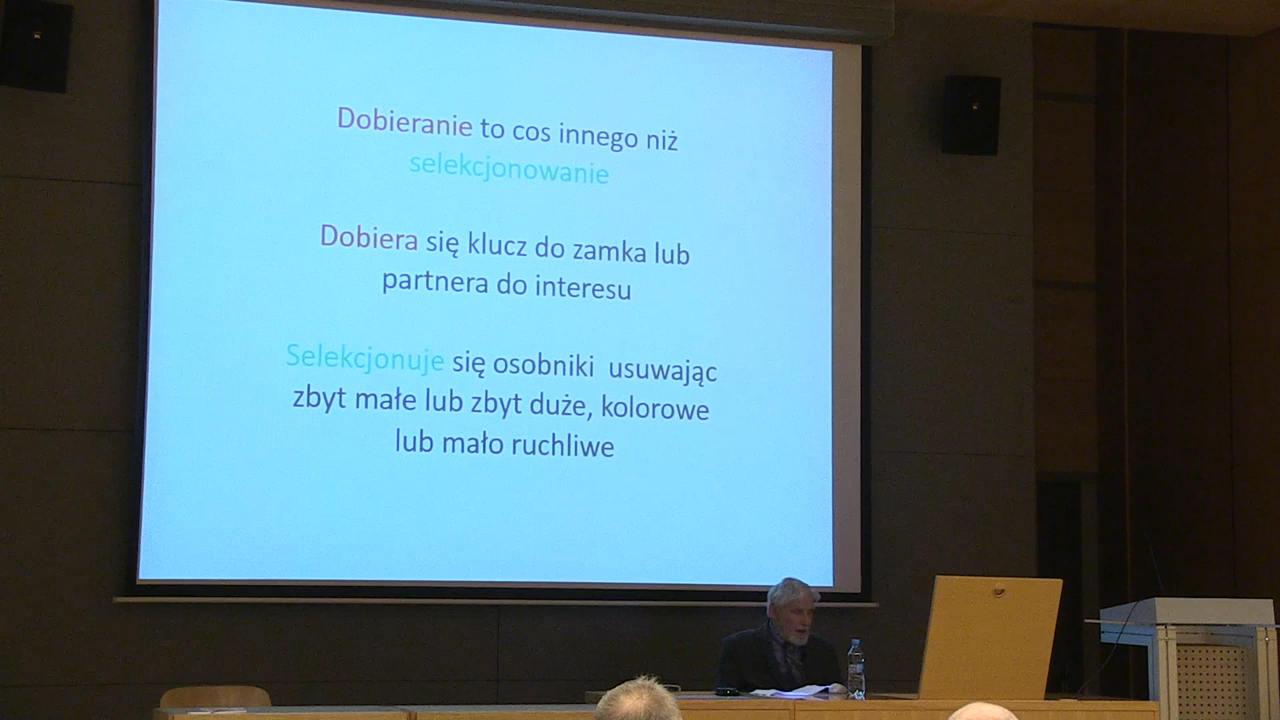 Dobieranie to cos innego niż
selekcjonowanie
Dobiera się klucz do zamka lub
partnera do interesu
Selekcjonuje się osobniki usuwając
zbyt małe lub zbyt duże, kolorowe
lub mało ruchliwe